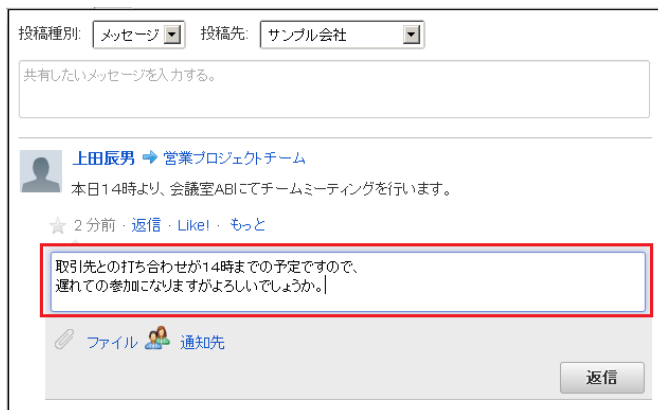 投稿種別: メッセージ 投稿先: サンプル会社
共有したいメッセージを入力する。
上田辰男 営業プロジェクトチーム
本日14時より、会議室ABにてチームミーティングを行います。
2 分前 · 返信 · Like! · もっと
取引先との打ち合わせが14時までの予定ですので、
遅れての参加になりますがよろしいでしょうか。
ファイル 通知先
返信